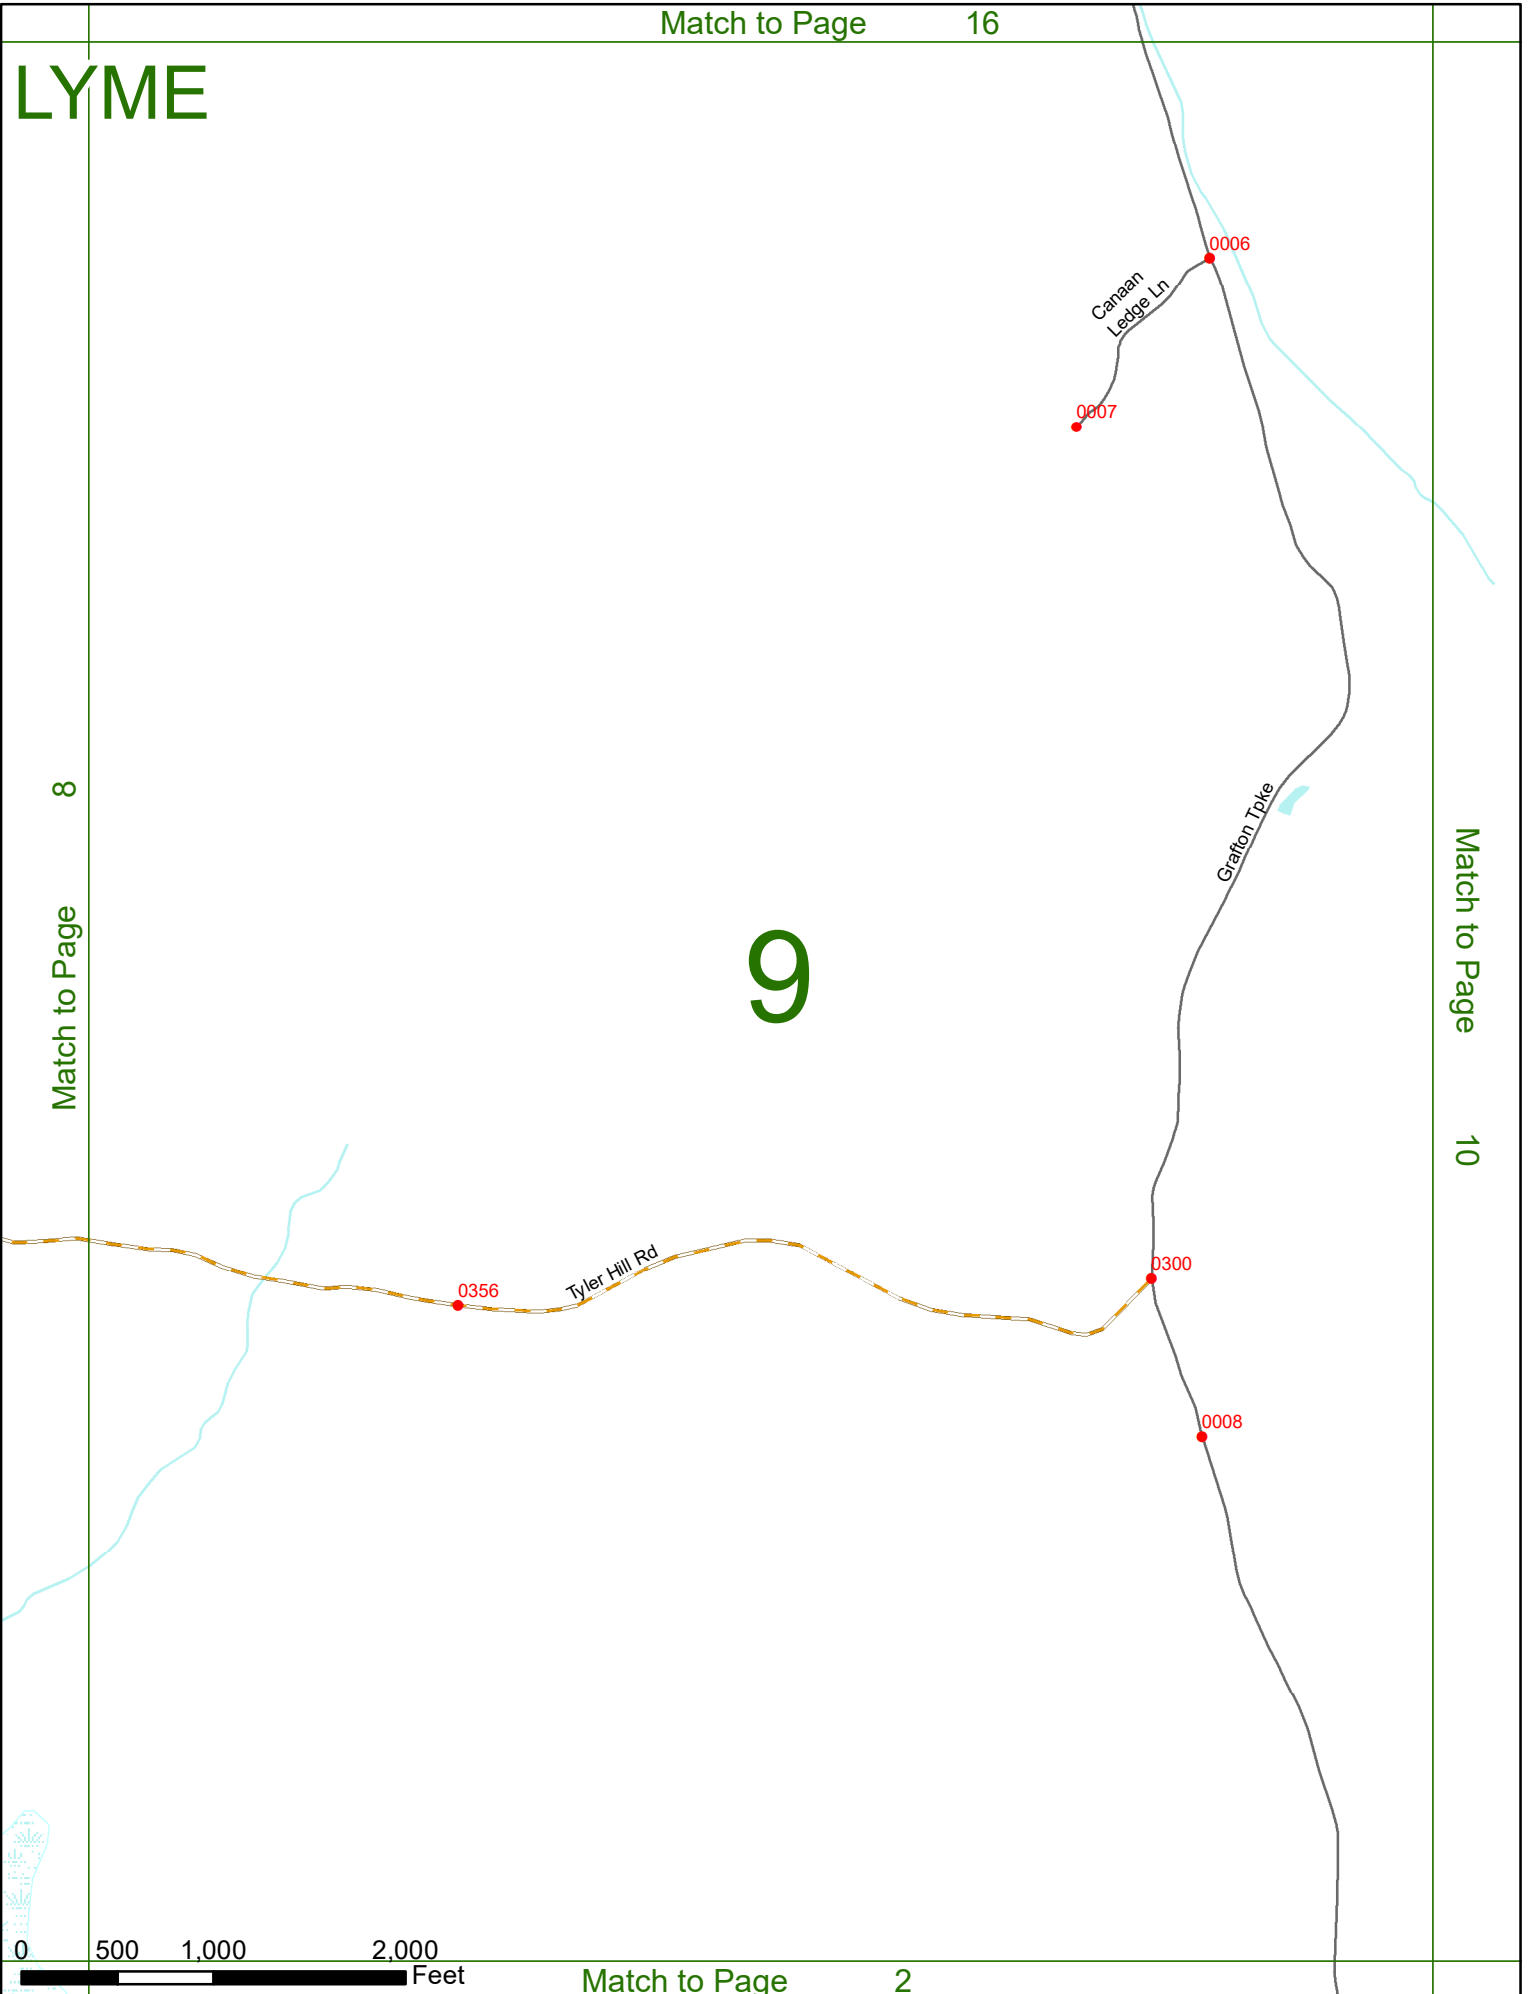 Match to Page 16
LYME
0006
Canaan
Ledge Ln
0007
8
Match to Page
Grafton Tpke
Match to Page
10
9
Tyler Hill Rd
0300
0356
0008
0 500 1,000 2,000
Feet
Match to Page 2